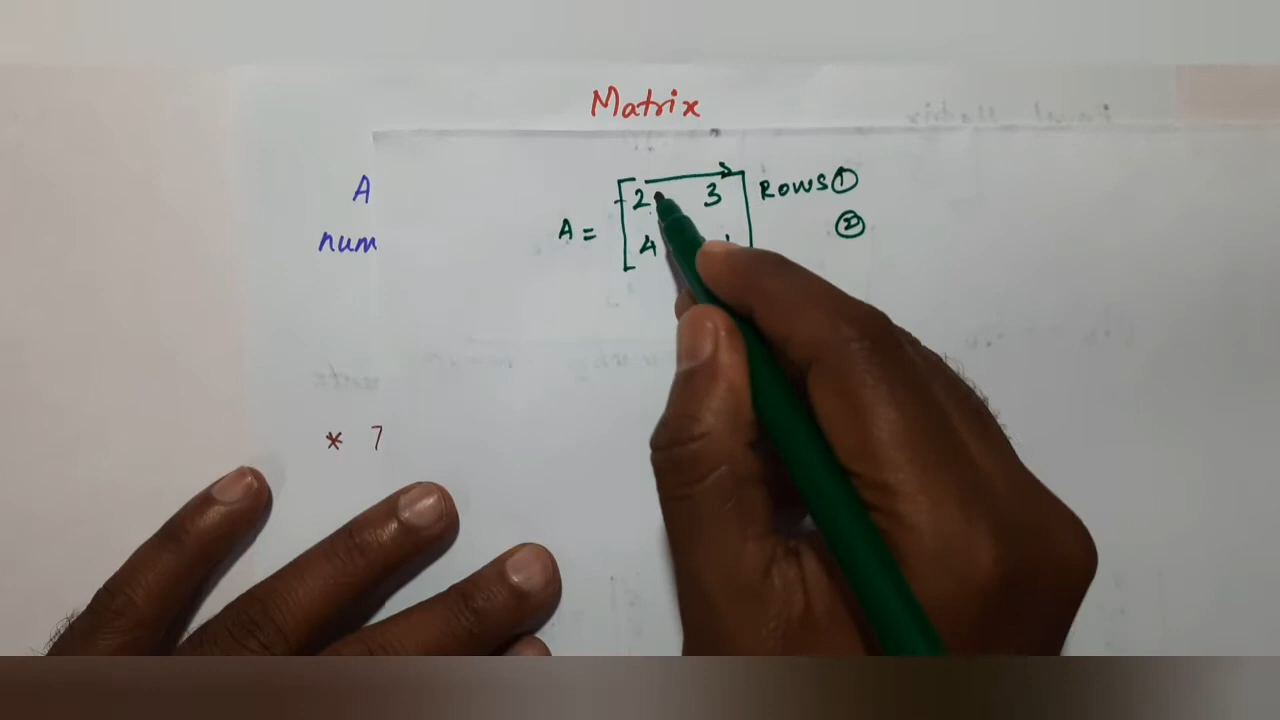 Matrix
A
num
A = [2 3 ROWS ①
4 ②
* 7